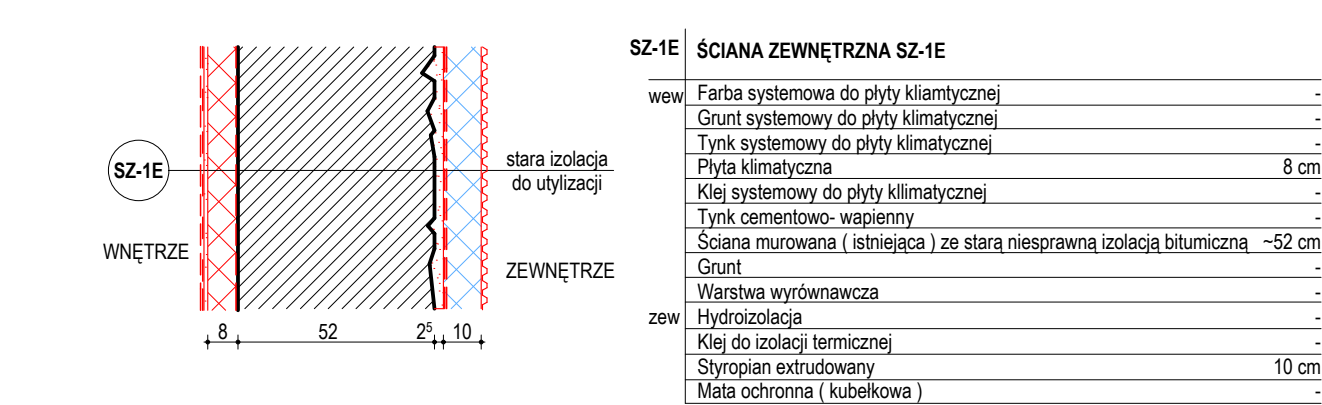 SZ-1E
WNĘTRZE
stara izolacja
do utylizacji
ZEWNĘTRZE
8 52 2⁵ 10
SZ-1E ŚCIANA ZEWNĘTRZNA SZ-1E
wew Farba systemowa do płyty kliamtycznej -
Grunt systemowy do płyty klimatycznej -
Tynk systemowy do płyty klimatycznej -
Płyta klimatyczna 8 cm
Klej systemowy do płyty kllimatycznej -
Tynk cementowo- wapienny -
Ściana murowana ( istniejąca ) ze starą niesprawną izolacją bitumiczną ~52 cm
Grunt -
Warstwa wyrównawcza -
zew Hydroizolacja -
Klej do izolacji termicznej -
Styropian extrudowany 10 cm
Mata ochronna ( kubełkowa ) -